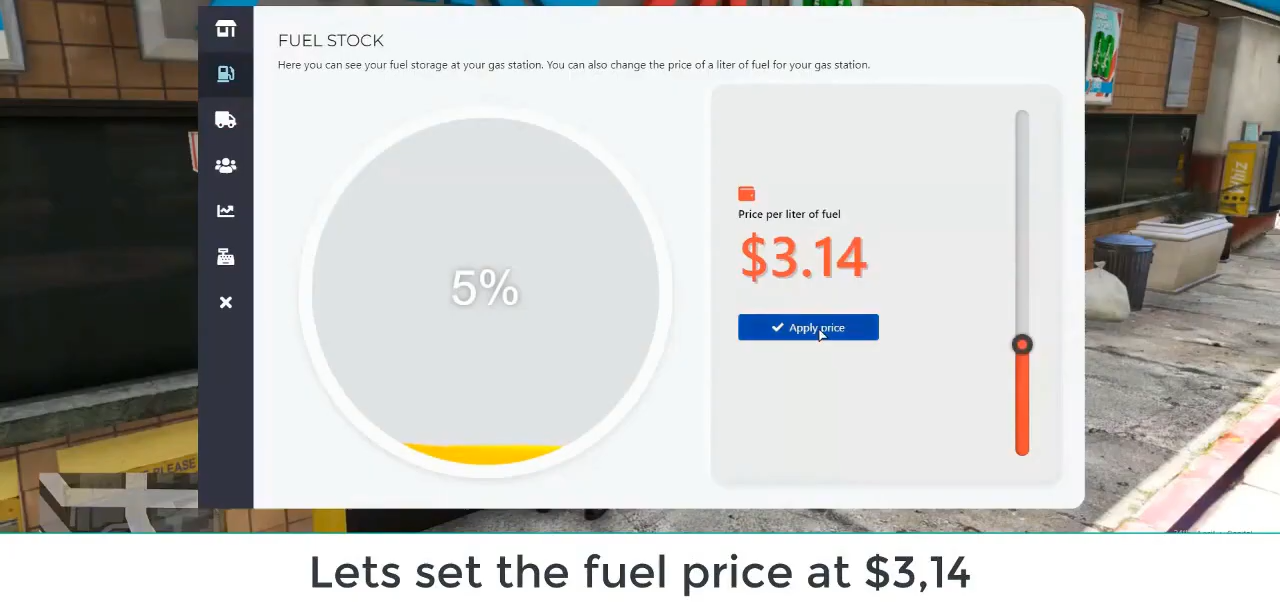 FUEL STOCK
Here you can see your fuel storage at your gas station. You can also change the price of a liter of fuel for your gas station.
5%
Price per liter of fuel
$3.14
Apply price
Whiz
PLEASE
Lets set the fuel price at $3,14